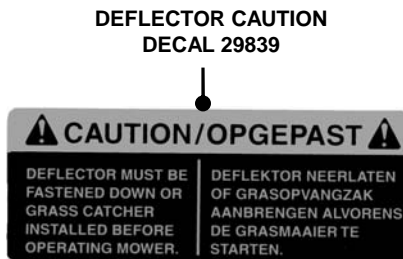 DEFLECTOR CAUTION
DECAL 29839
CAUTION/OPGEPAST
DEFLECTOR MUST BE
FASTENED DOWN OR
GRASS CATCHER
INSTALLED BEFORE
OPERATING MOWER.
DEFLEKTOR NEERLATEN
OF GRASOPVANGZAK
AANBRENGEN ALVORENS
DE GRASMAAIER TE
STARTEN.